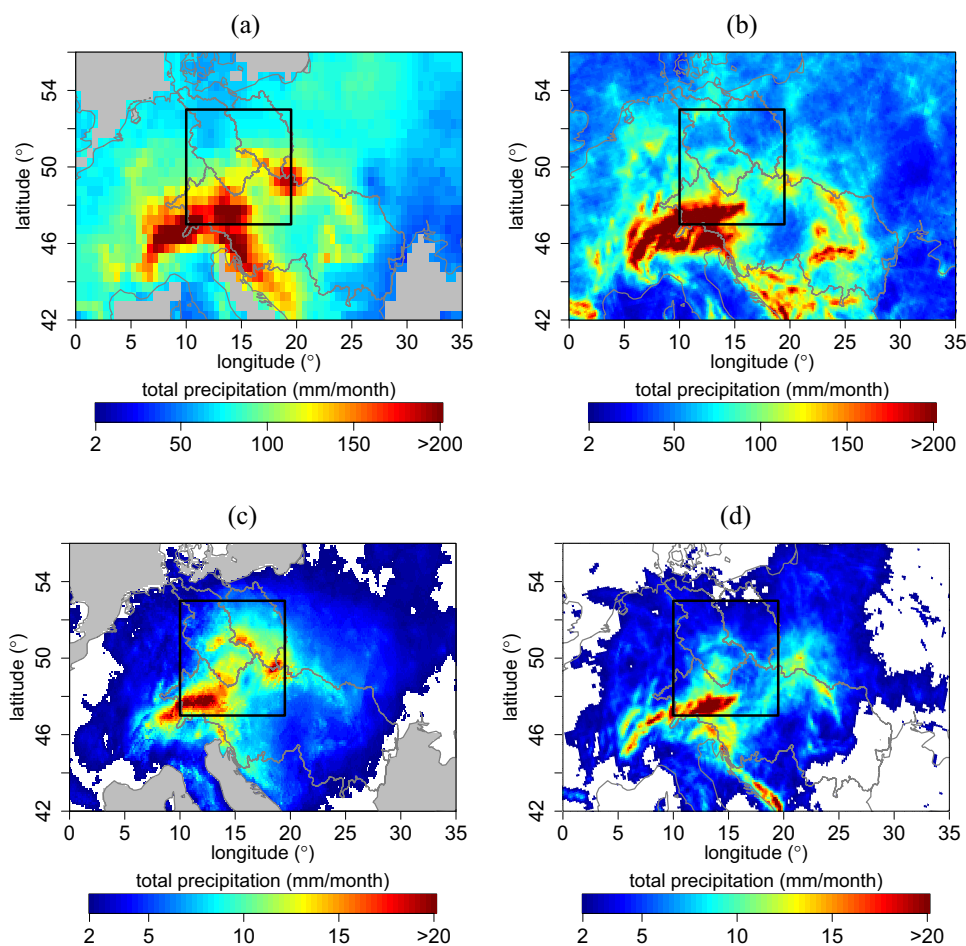 (a)
(b)
54
50
46
42
latitude (°)
0 5 10 15 20 25 30 35
longitude (°)
total precipitation (mm/month)
2 50 100 150 >200
54
50
46
42
latitude (°)
0 5 10 15 20 25 30 35
longitude (°)
total precipitation (mm/month)
2 50 100 150 >200
(c)
(d)
54
50
46
42
latitude (°)
0 5 10 15 20 25 30 35
longitude (°)
total precipitation (mm/month)
2 5 10 15 >20
54
50
46
42
latitude (°)
0 5 10 15 20 25 30 35
longitude (°)
total precipitation (mm/month)
2 5 10 15 >20